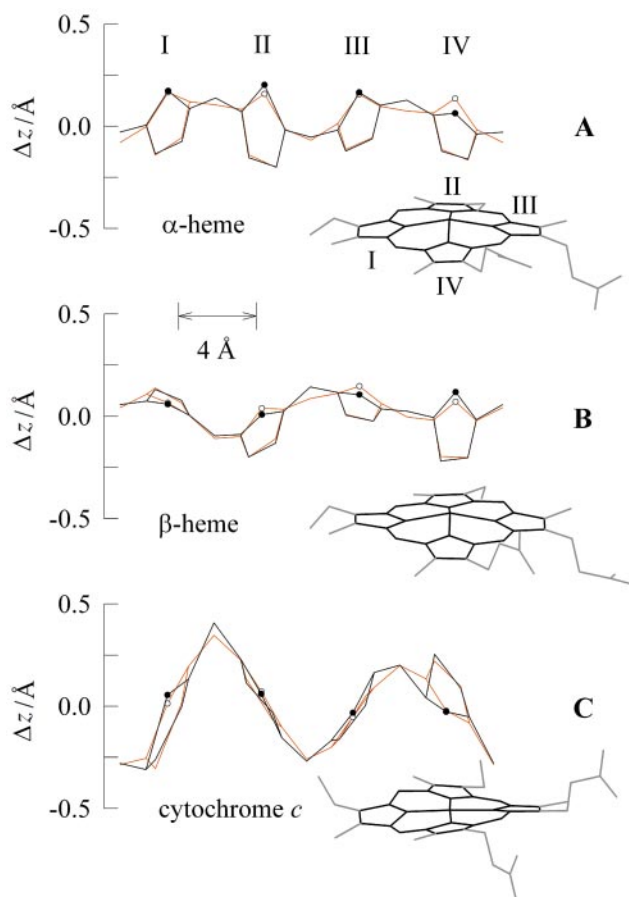 I II III IV
0.5
0.0
-0.5
Δz/Å
A
α-heme
II
III
I
IV
0.5
0.0
-0.5
Δz/Å
4 Å
B
β-heme
0.5
0.0
-0.5
Δz/Å
C
cytochrome c